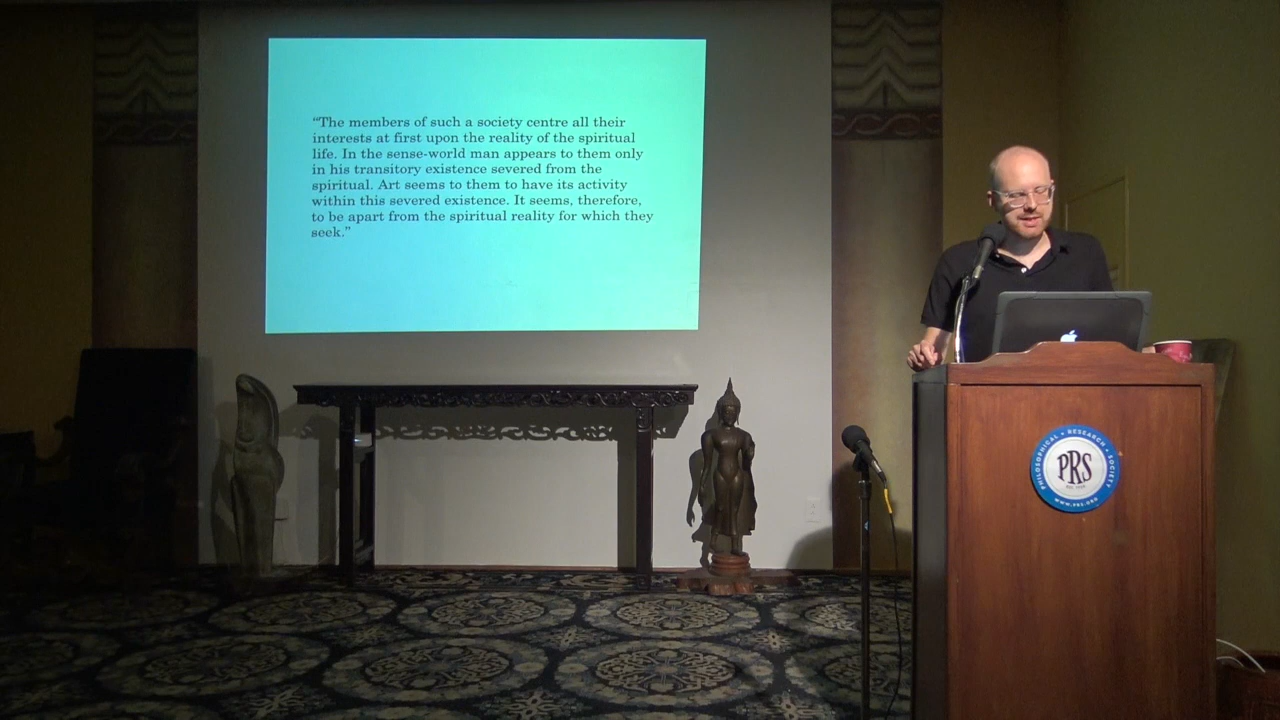 “The members of such a society centre all their
interests at first upon the reality of the spiritual
life. In the sense-world man appears to them only
in his transitory existence severed from the
spiritual. Art seems to them to have its activity
within this severed existence. It seems, therefore,
to be apart from the spiritual reality for which they
seek.”
PHILOSOPHICAL • RESEARCH • SOCIETY
PRS
WWW.PRS.ORG